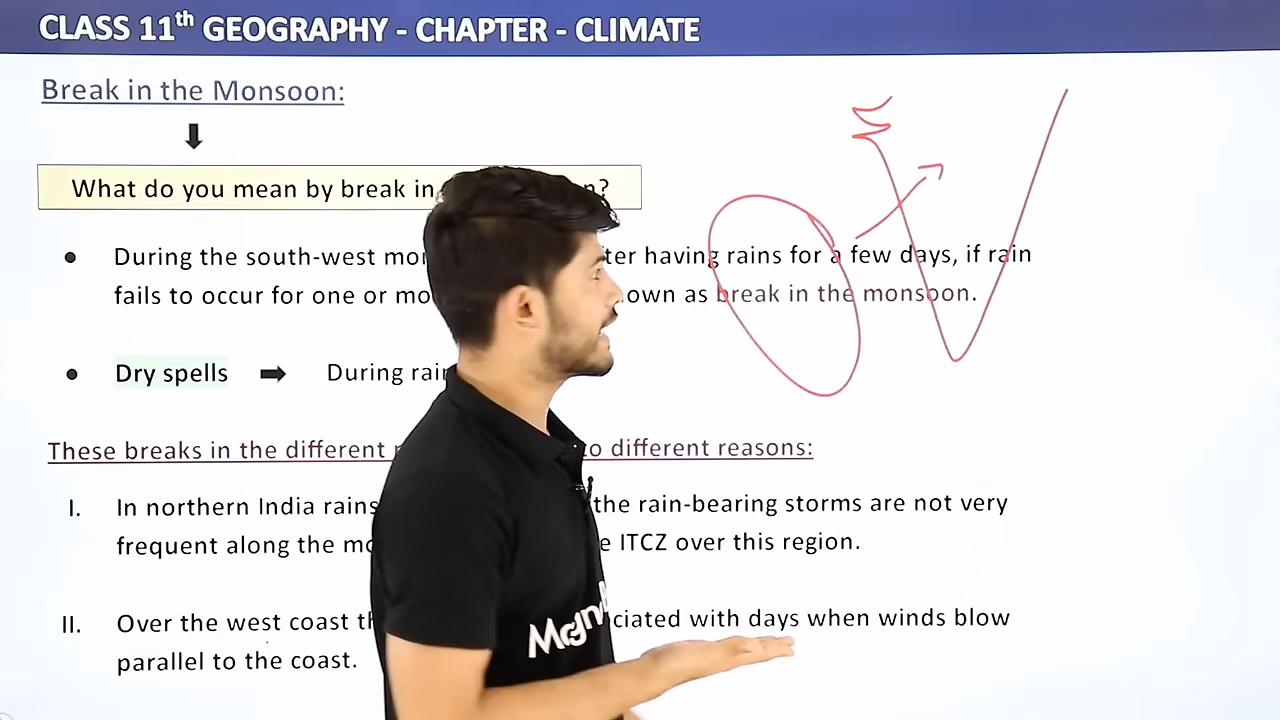 CLASS 11th GEOGRAPHY - CHAPTER - CLIMATE
Break in the Monsoon:
What do you mean by break in n?
During the south-west mo ter having rains for a few days, if rain
fails to occur for one or mo own as break in the monsoon.
Dry spells During rai
These breaks in the different to different reasons:
I. In northern India rains the rain-bearing storms are not very
frequent along the mo e ITCZ over this region.
II. Over the west coast th ciated with days when winds blow
parallel to the coast.
Magn